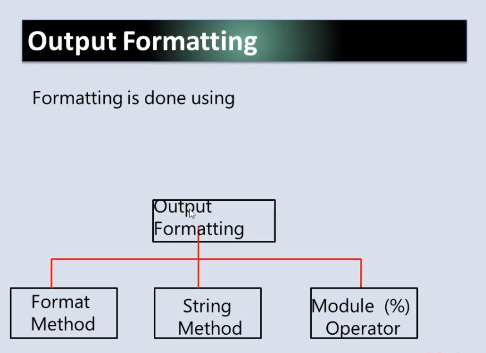 Output Formatting
Formatting is done using
Output
Formatting
Format
Method
String
Method
Module (%)
Operator